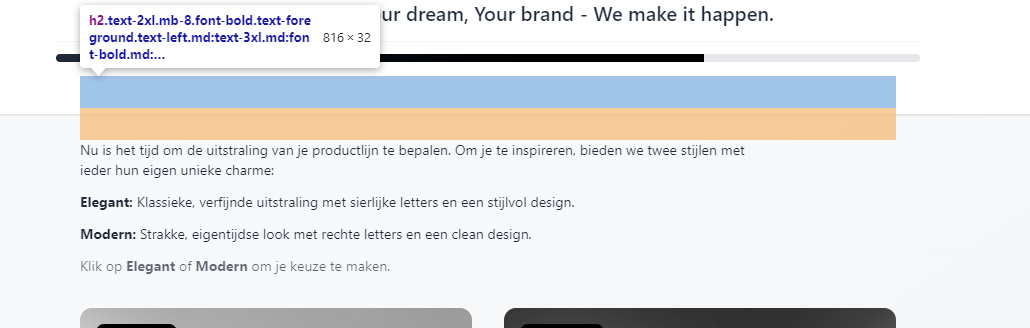 h2.text-2xl.mb-8.font-bold.text-fore
ground.text-left.md:text-3xl.md:fon
t-bold.md:... 816 × 32
ur dream, Your brand - We make it happen.
Nu is het tijd om de uitstraling van je productlijn te bepalen. Om je te inspireren, bieden we twee stijlen met
ieder hun eigen unieke charme:
Elegant: Klassieke, verfijnde uitstraling met sierlijke letters en een stijlvol design.
Modern: Strakke, eigentijdse look met rechte letters en een clean design.
Klik op Elegant of Modern om je keuze te maken.